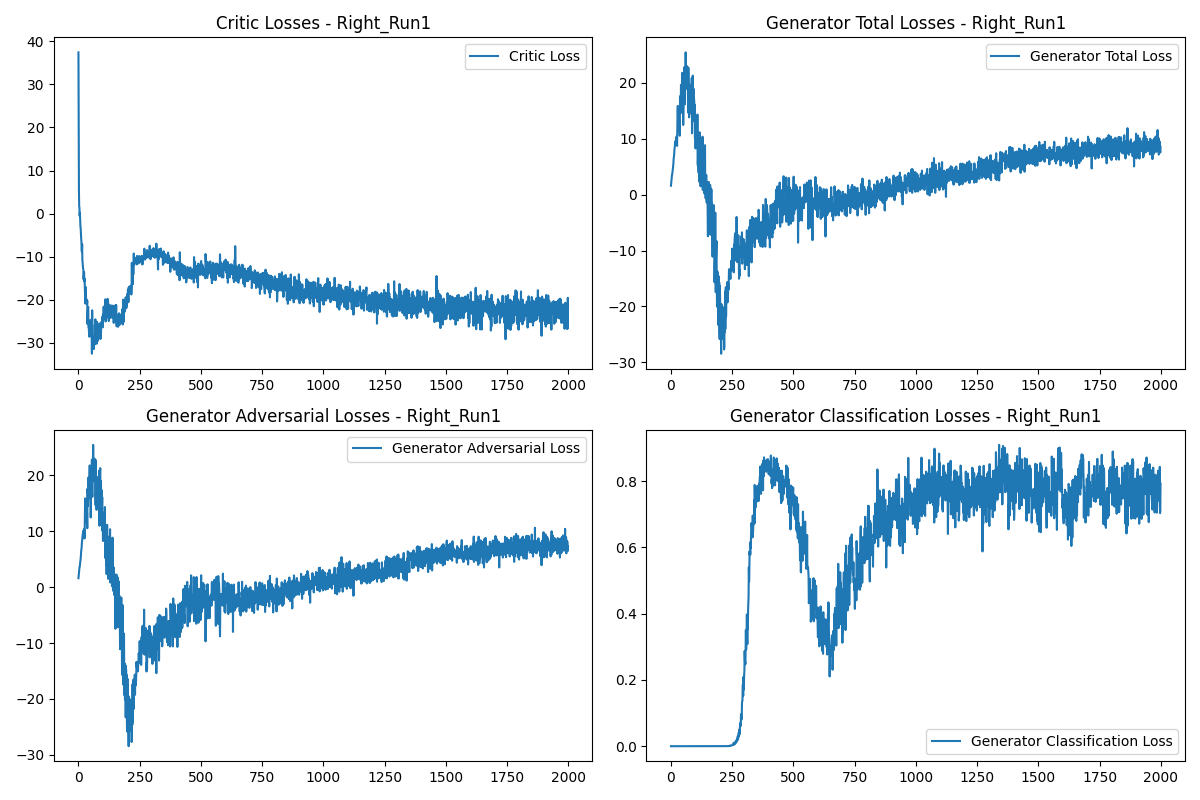 Critic Losses - Right_Run1
Critic Loss
40
30
20
10
0
−10
−20
−30
0 250 500 750 1000 1250 1500 1750 2000
Generator Total Losses - Right_Run1
Generator Total Loss
20
10
0
−10
−20
−30
0 250 500 750 1000 1250 1500 1750 2000
Generator Adversarial Losses - Right_Run1
Generator Adversarial Loss
20
10
0
−10
−20
−30
0 250 500 750 1000 1250 1500 1750 2000
Generator Classification Losses - Right_Run1
0.8
0.6
0.4
0.2
0.0
Generator Classification Loss
0 250 500 750 1000 1250 1500 1750 2000